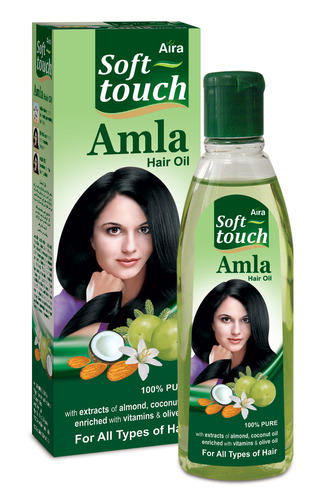 Aira
Soft
touch
Amla
Hair Oil
100% PURE
with extracts of almond, coconut
enriched with vitamins & olive
For All Types of Hai
Aira
Soft
touch
Amla
Hair Oil
100% PURE
with extracts of almond, coconut oil
enriched with vitamins & olive oil
For All Types of Hair